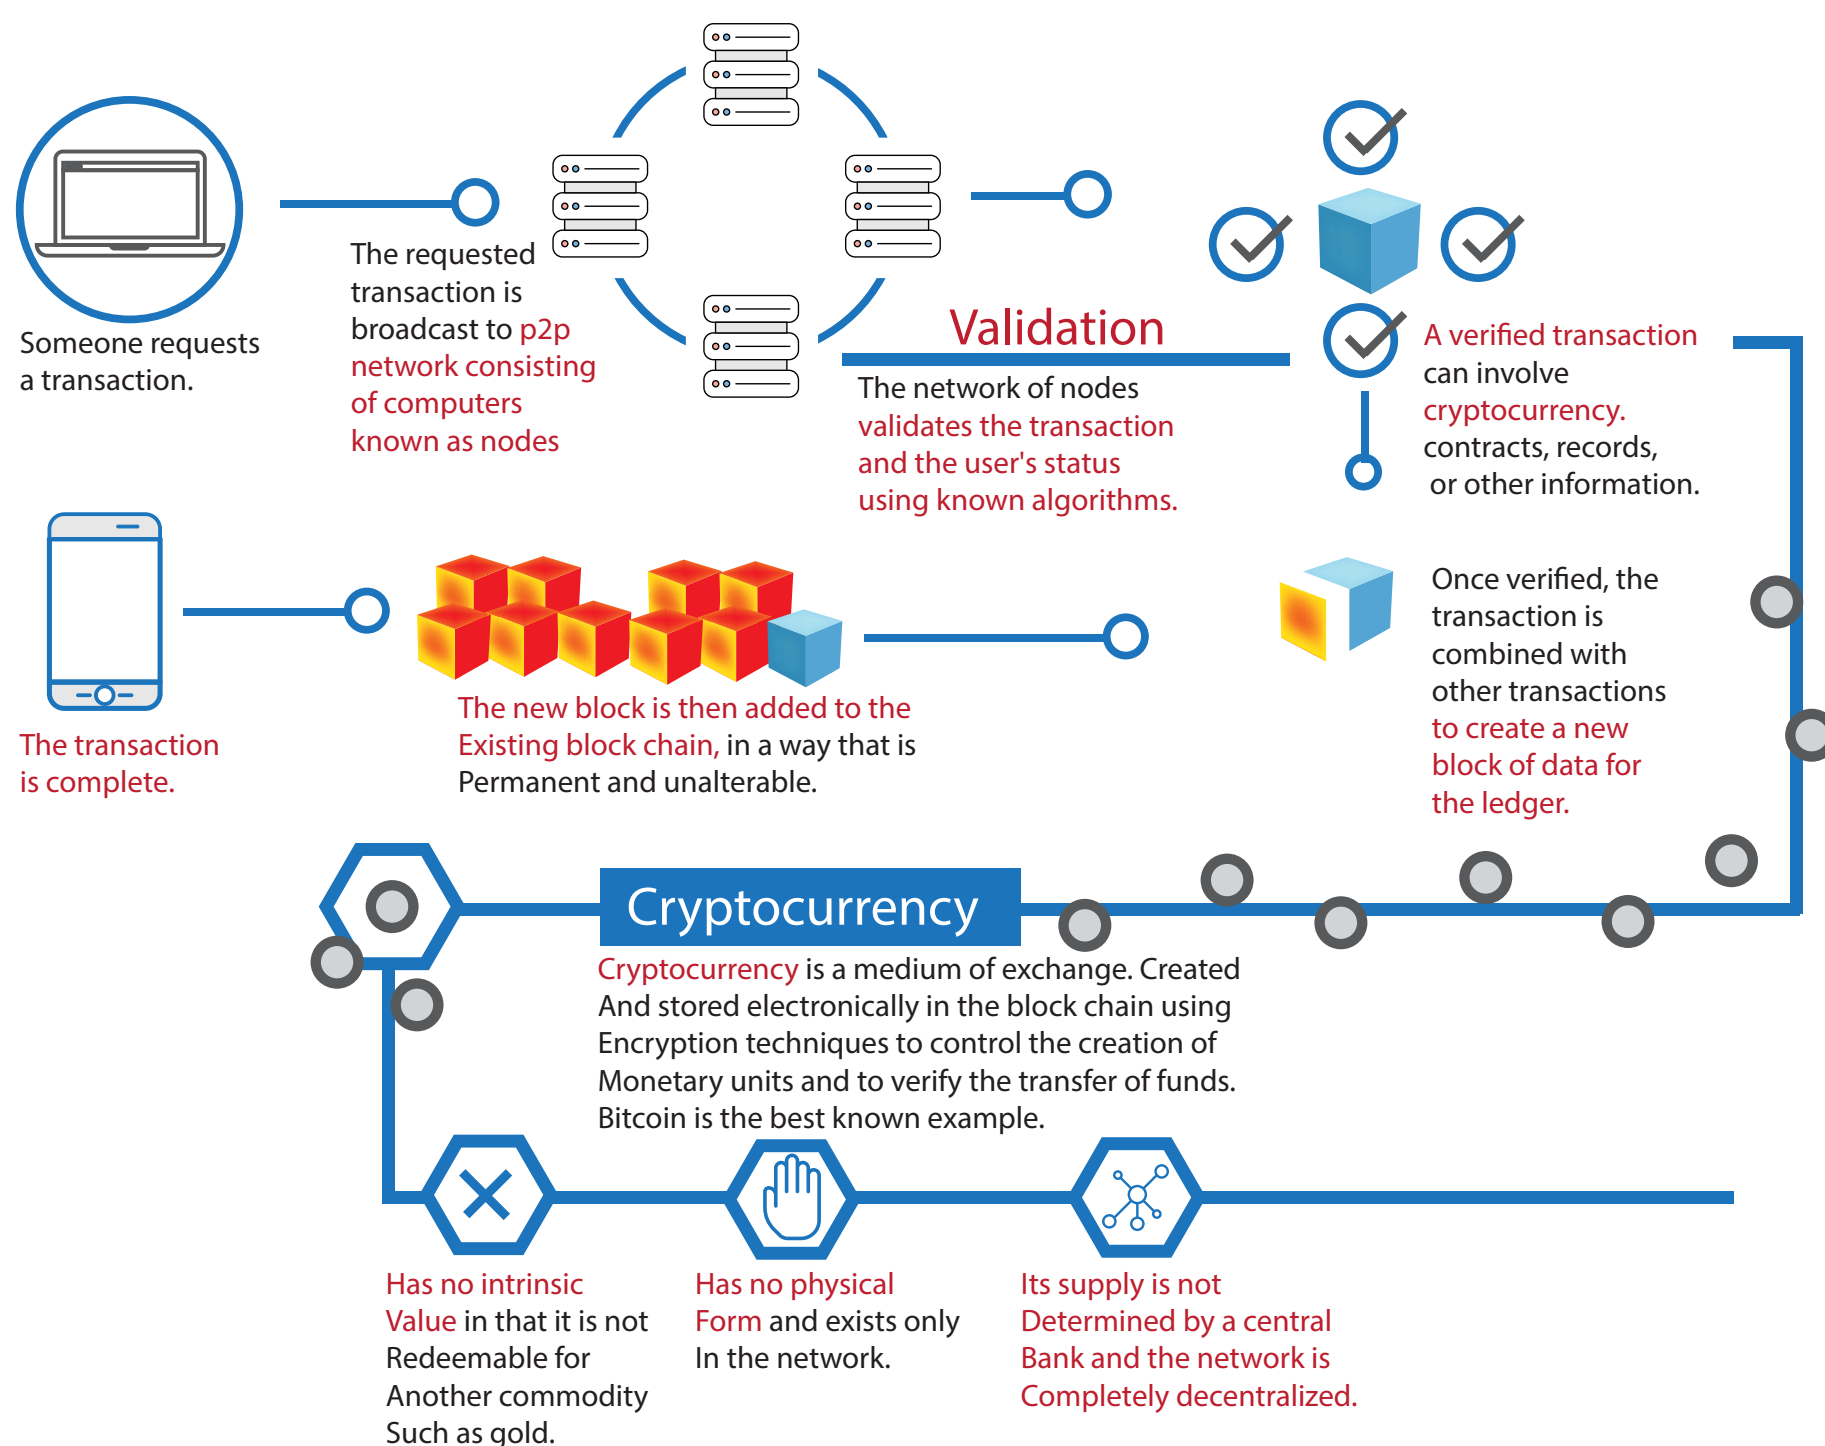 Someone requests
a transaction.
The requested
transaction is
broadcast to p2p
network consisting
of computers
known as nodes
Validation
The network of nodes
validates the transaction
and the user's status
using known algorithms.
A verified transaction
can involve
cryptocurrency.
contracts, records,
or other information.
Once verified, the
transaction is
combined with
other transactions
to create a new
block of data for
the ledger.
The new block is then added to the
Existing block chain, in a way that is
Permanent and unalterable.
The transaction
is complete.
Cryptocurrency
Cryptocurrency is a medium of exchange. Created
And stored electronically in the block chain using
Encryption techniques to control the creation of
Monetary units and to verify the transfer of funds.
Bitcoin is the best known example.
Has no intrinsic
Value in that it is not
Redeemable for
Another commodity
Such as gold.
Has no physical
Form and exists only
In the network.
Its supply is not
Determined by a central
Bank and the network is
Completely decentralized.